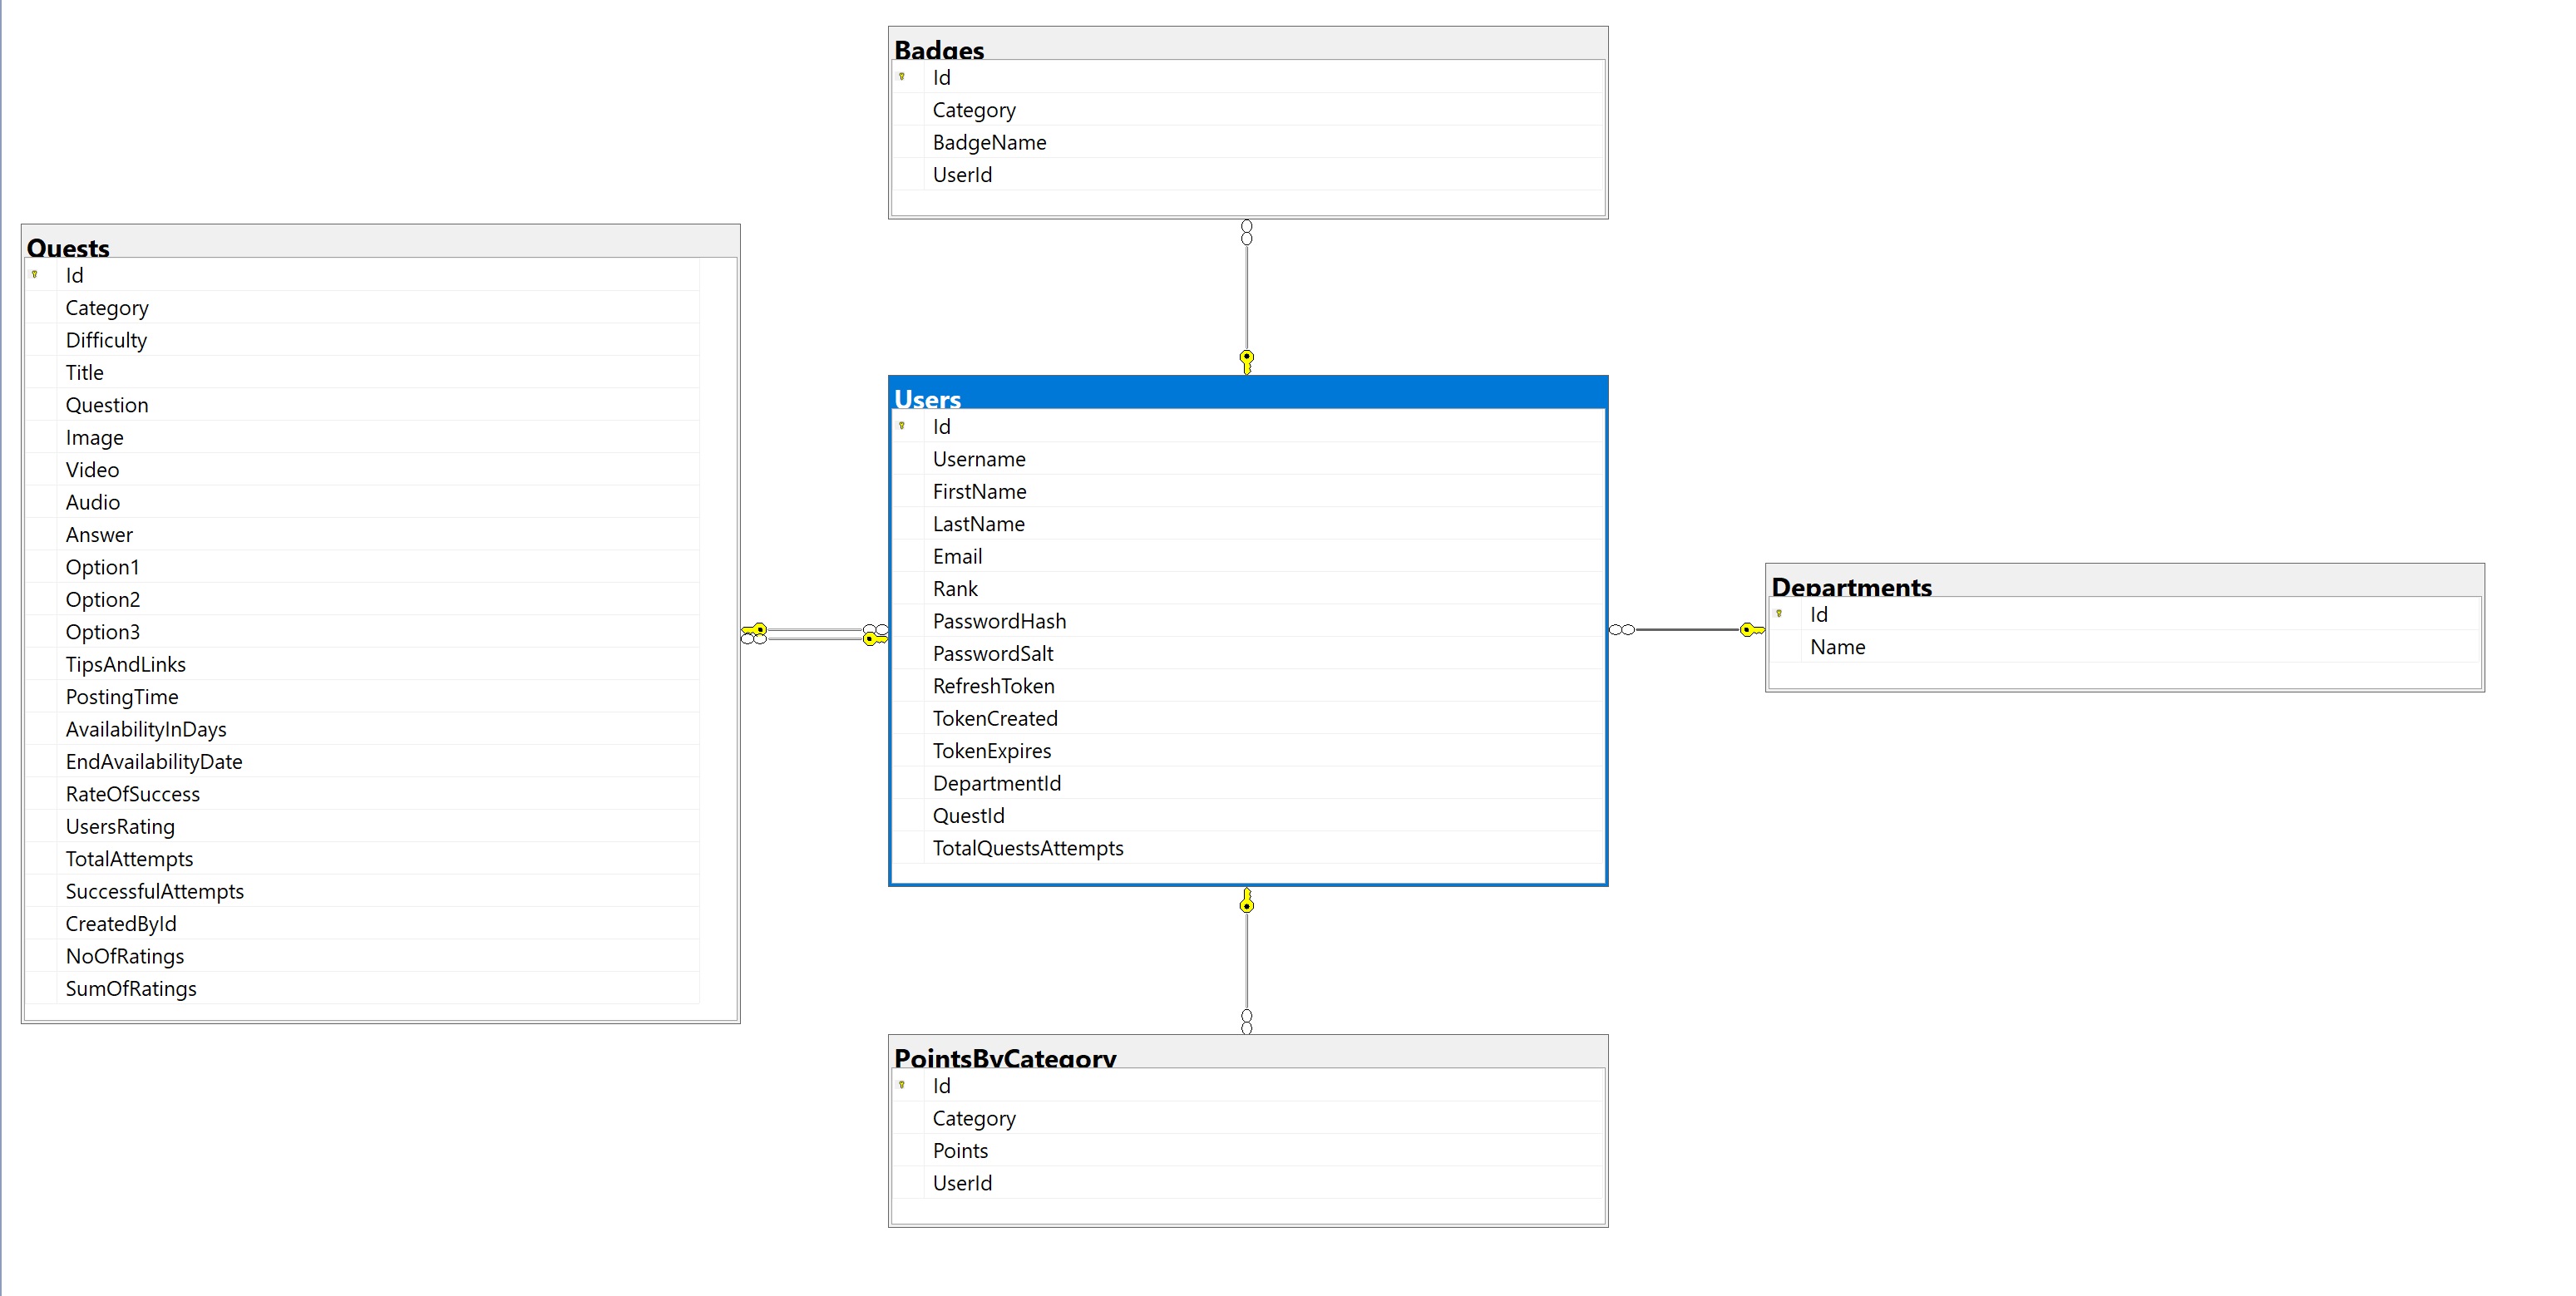 Badges
Id
Category
BadgeName
UserId
Quests
Id
Category
Difficulty
Title
Question
Image
Video
Audio
Answer
Option1
Option2
Option3
TipsAndLinks
PostingTime
AvailabilityInDays
EndAvailabilityDate
RateOfSuccess
UsersRating
TotalAttempts
SuccessfulAttempts
CreatedById
NoOfRatings
SumOfRatings
Users
Id
Username
FirstName
LastName
Email
Rank
PasswordHash
PasswordSalt
RefreshToken
TokenCreated
TokenExpires
DepartmentId
QuestId
TotalQuestsAttempts
Departments
Id
Name
PointsByCategory
Id
Category
Points
UserId